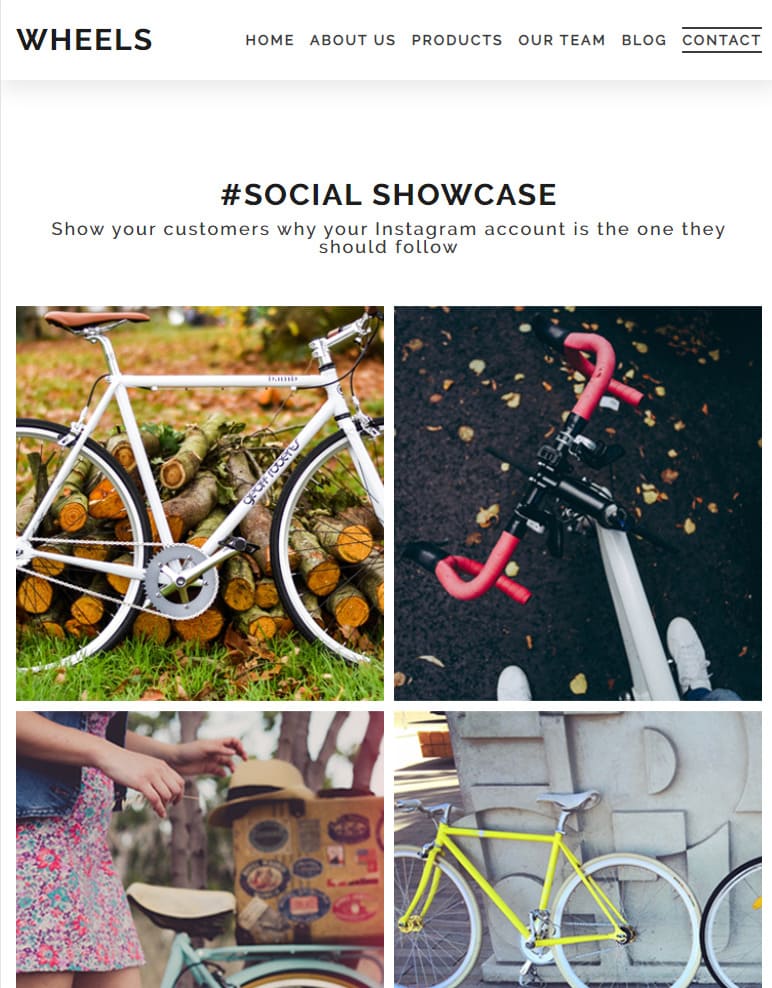 WHEELS
HOME ABOUT US PRODUCTS OUR TEAM BLOG CONTACT
#SOCIAL SHOWCASE
Show your customers why your Instagram account is the one they
should follow